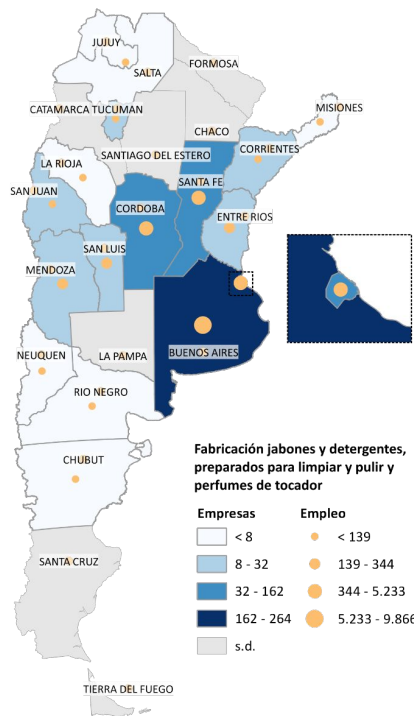 JUJUY
SALTA
FORMOSA
CATAMARCA TUCUMAN
MISIONES
CHACO
SANTIAGO DEL ESTERO
CORRIENTES
LA RIOJA
SAN JUAN
SANTA FE
CORDOBA
ENTRE RIOS
SAN LUIS
MENDOZA
NEUQUEN
LA PAMPA
BUENOS AIRES
RIO NEGRO
CHUBUT
SANTA CRUZ
TIERRA DEL FUEGO
Fabricación jabones y detergentes,
preparados para limpiar y pulir y
perfumes de tocador
Empresas Empleo
< 8 < 139
8 - 32 139 - 344
32 - 162 344 - 5.233
162 - 264 5.233 - 9.866
s.d.